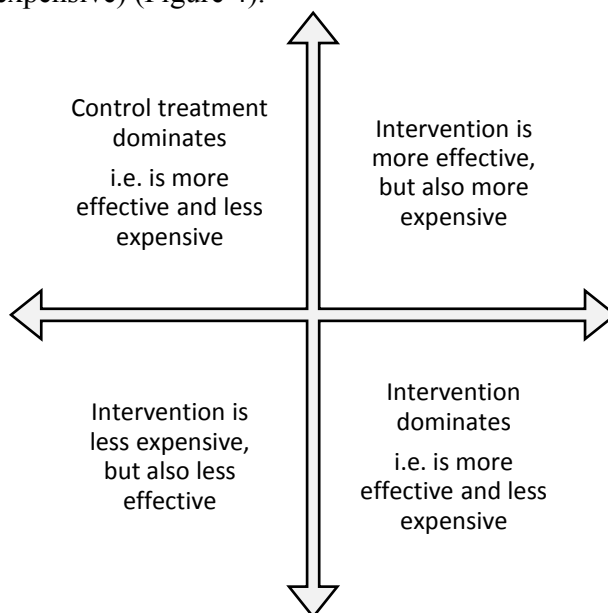 expensive) (Figure 4).
Control treatment
dominates
i.e. is more
effective and less
expensive
Intervention is
more effective,
but also more
expensive
Intervention is
less expensive,
but also less
effective
Intervention
dominates
i.e. is more
effective and less
expensive